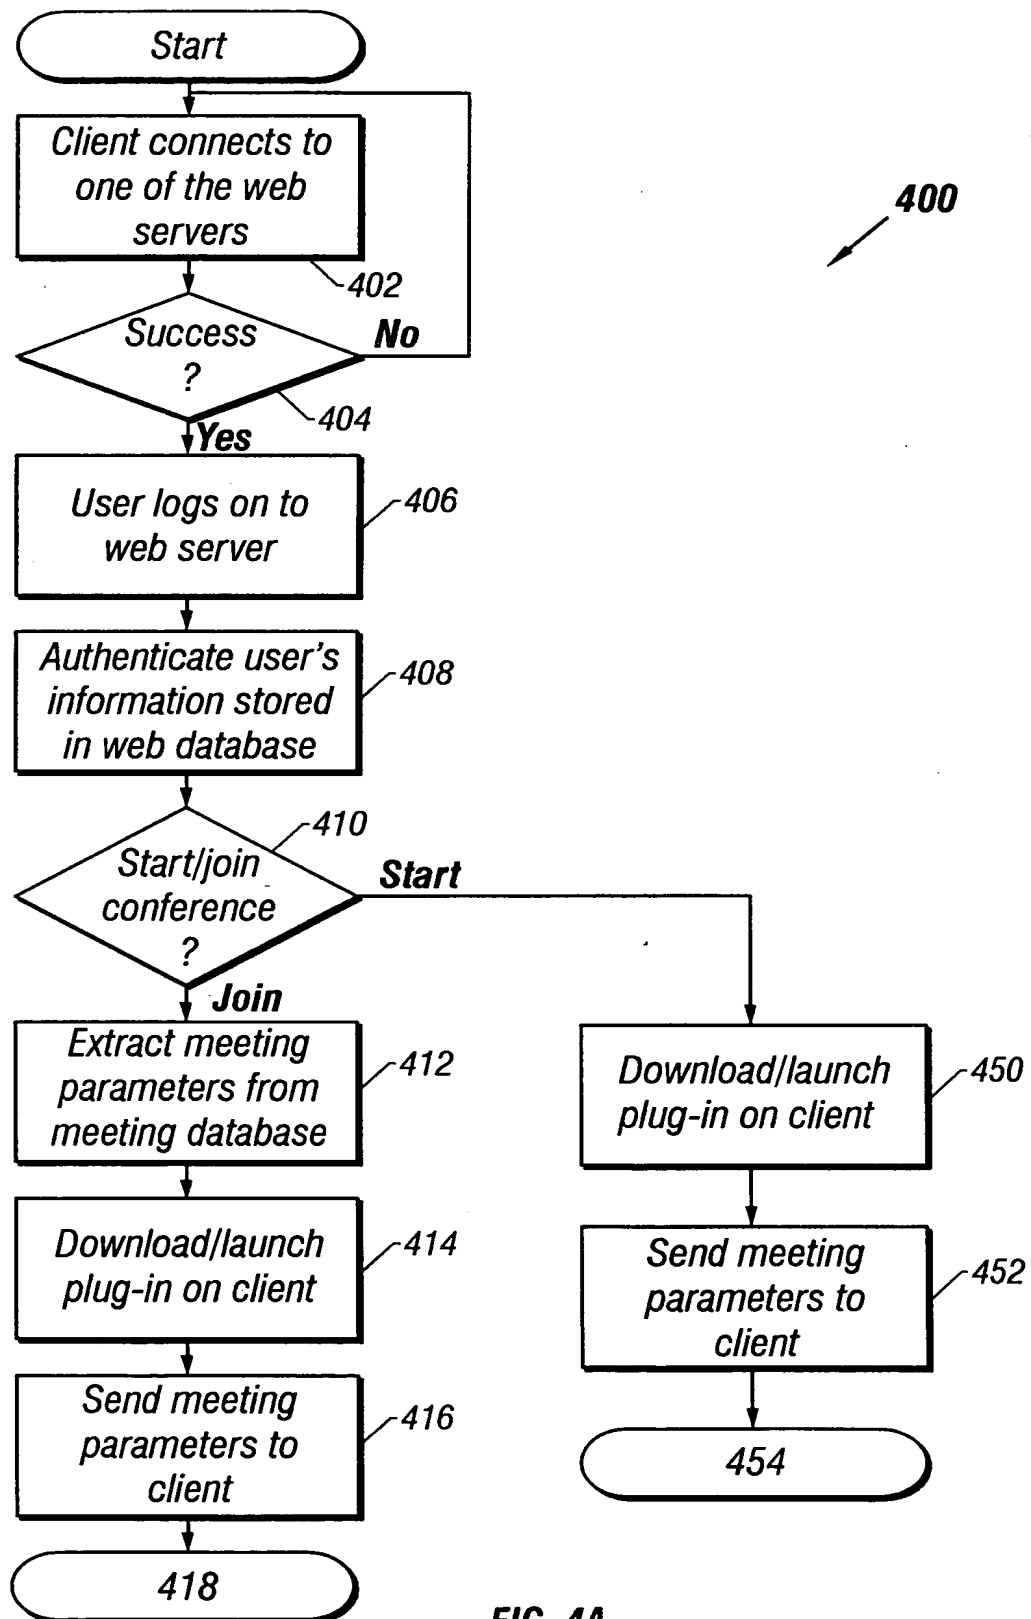 Start
Client connects to
one of the web
servers
402
400
Success
?
No
404
Yes
User logs on to
web server
406
Authenticate user's
information stored
in web database
408
410
Start/join
conference
?
Start
Join
Extract meeting
parameters from
meeting database
412
Download/launch
plug-in on client
414
Send meeting
parameters to
client
416
418
Download/launch
plug-in on client
450
Send meeting
parameters to
client
452
454
FIG. 4A